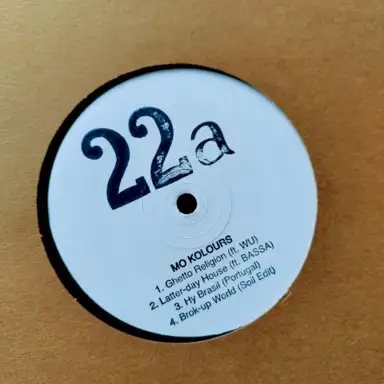 22a
MO KOLOURS
1. Ghetto Religion (ft. WU)
2. Latter-day House (ft. BASSA)
3. Hy Brasil (Portugal)
4. Brok-up World (Soil Edit)